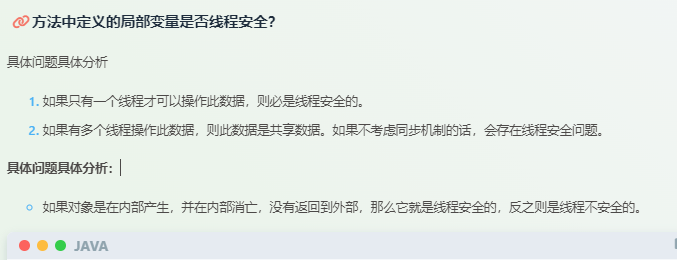 方法中定义的局部变量是否线程安全?
具体问题具体分析
1. 如果只有一个线程才可以操作此数据，则必是线程安全的。
2. 如果有多个线程操作此数据，则此数据是共享数据。如果不考虑同步机制的话，会存在线程安全问题。
具体问题具体分析：
如果对象是在内部产生，并在内部消亡，没有返回到外部，那么它就是线程安全的，反之则是线程不安全的。
JAVA